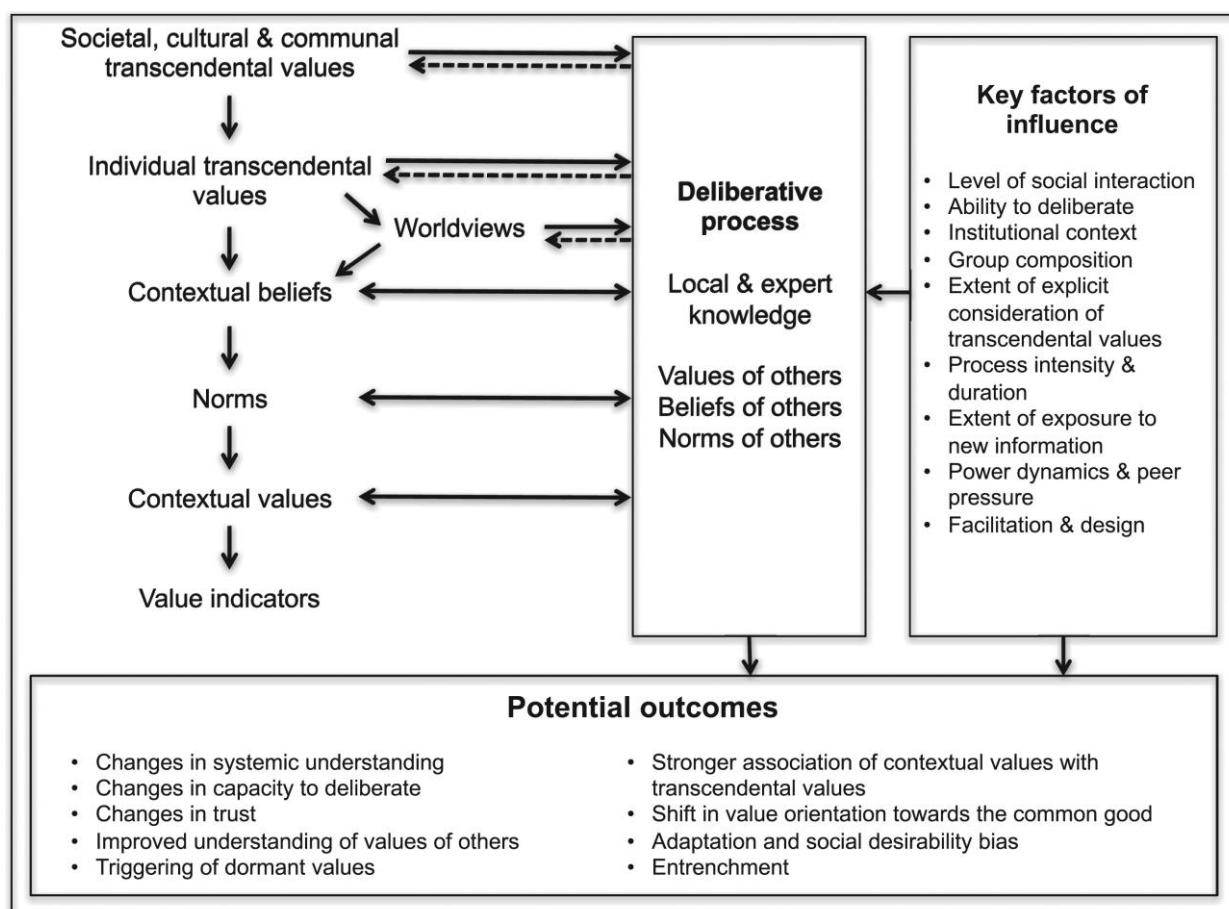 Societal, cultural & communal
transcendental values
Individual transcendental
values
Worldviews
Contextual beliefs
Norms
Contextual values
Value indicators
Deliberative
process
Local & expert
knowledge
Values of others
Beliefs of others
Norms of others
Key factors of
influence
• Level of social interaction
• Ability to deliberate
• Institutional context
• Group composition
• Extent of explicit
consideration of
transcendental values
• Process intensity &
duration
• Extent of exposure to
new information
• Power dynamics & peer
pressure
• Facilitation & design
Potential outcomes
• Changes in systemic understanding
• Changes in capacity to deliberate
• Changes in trust
• Improved understanding of values of others
• Triggering of dormant values
• Stronger association of contextual values with
transcendental values
• Shift in value orientation towards the common good
• Adaptation and social desirability bias
• Entrenchment